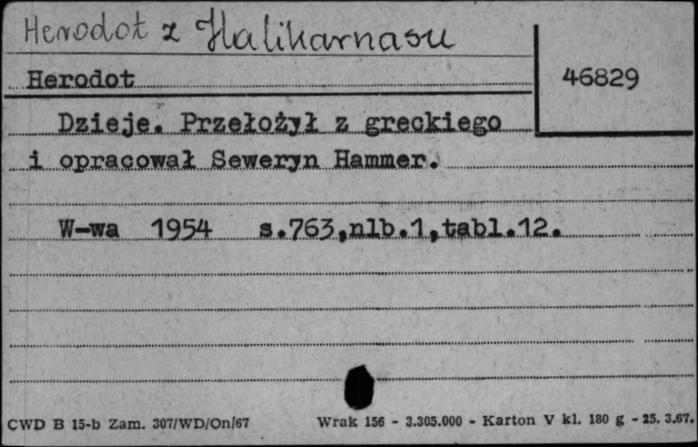 Herodot z Halikarnasu
Herodot
46829
Dzieje. Przełożył z greckiego
i opracował Seweryn Hammer.
W-wa 1954 s.763,nlb.1,tabl.12.
CWD B 15-b Zam. 307/WD/On/67 Wrak 156 - 3.305.000 - Karton V kl. 180 g - 25. 3.67.